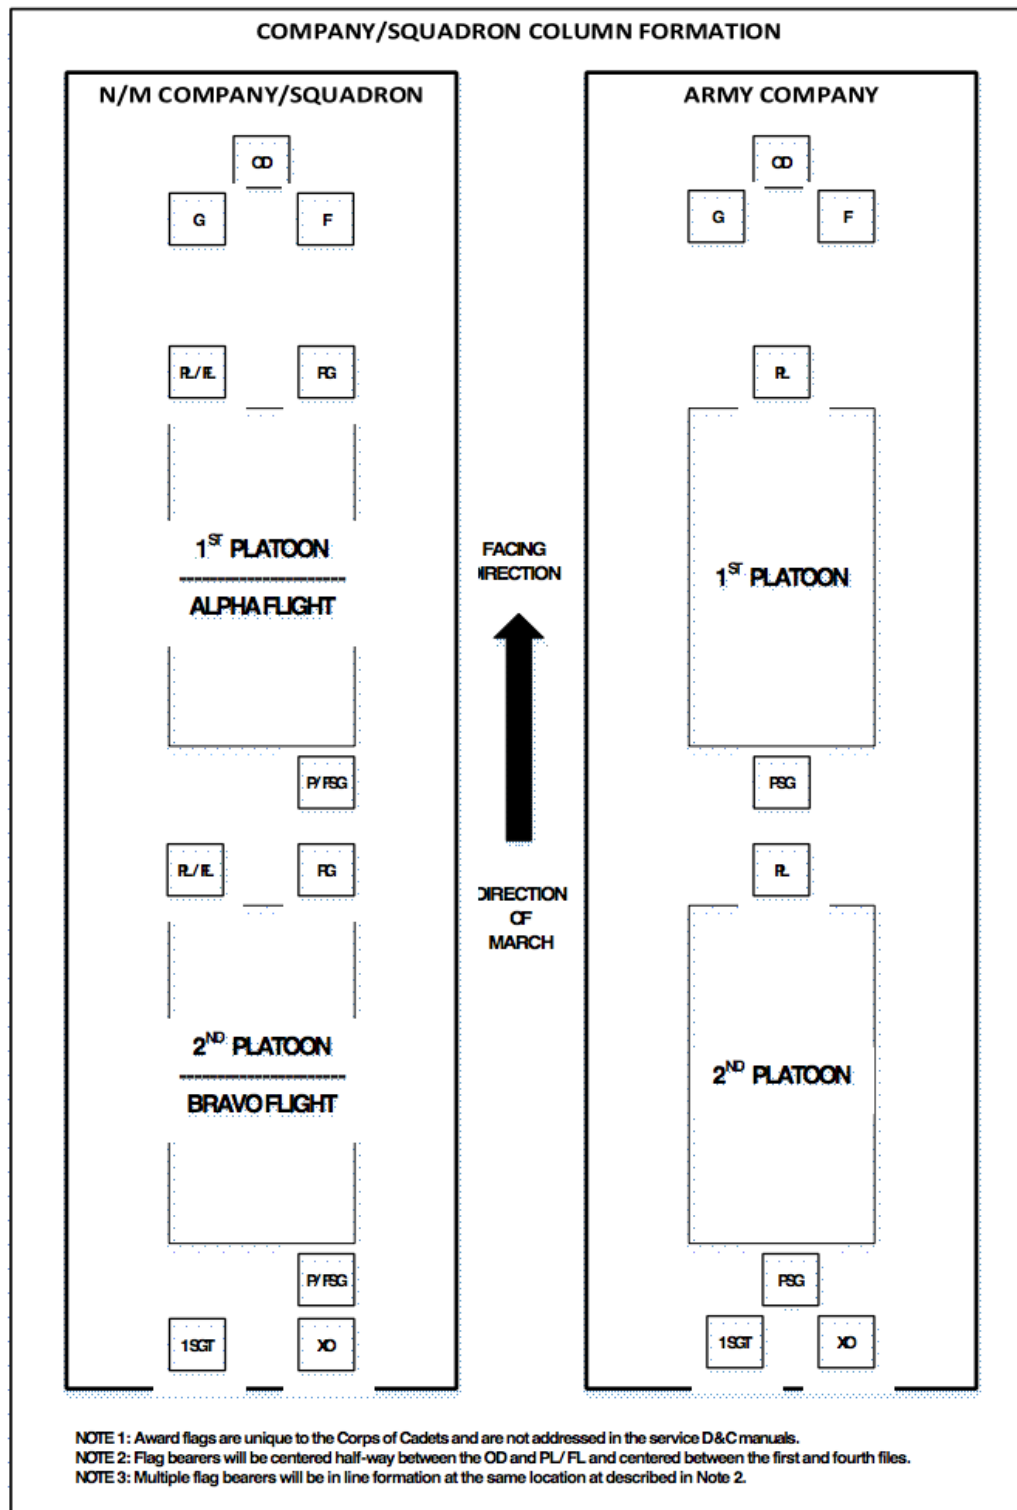 COMPANY/SQUADRON COLUMN FORMATION
N/M COMPANY/SQUADRON
OD
G
F
PL/FL
RG
1ST PLATOON
ALPHA FLIGHT
P/FSG
PL/FL
RG
2ND PLATOON
BRAVO FLIGHT
P/FSG
1SGT
XO
FACING
DIRECTION
DIRECTION
OF
MARCH
ARMY COMPANY
OD
G
F
PL
1ST PLATOON
PSG
PL
2ND PLATOON
PSG
1SGT
XO
NOTE 1: Award flags are unique to the Corps of Cadets and are not addressed in the service D&C manuals.
NOTE 2: Flag bearers will be centered half-way between the OD and PL/FL and centered between the first and fourth files.
NOTE 3: Multiple flag bearers will be in line formation at the same location at described in Note 2.